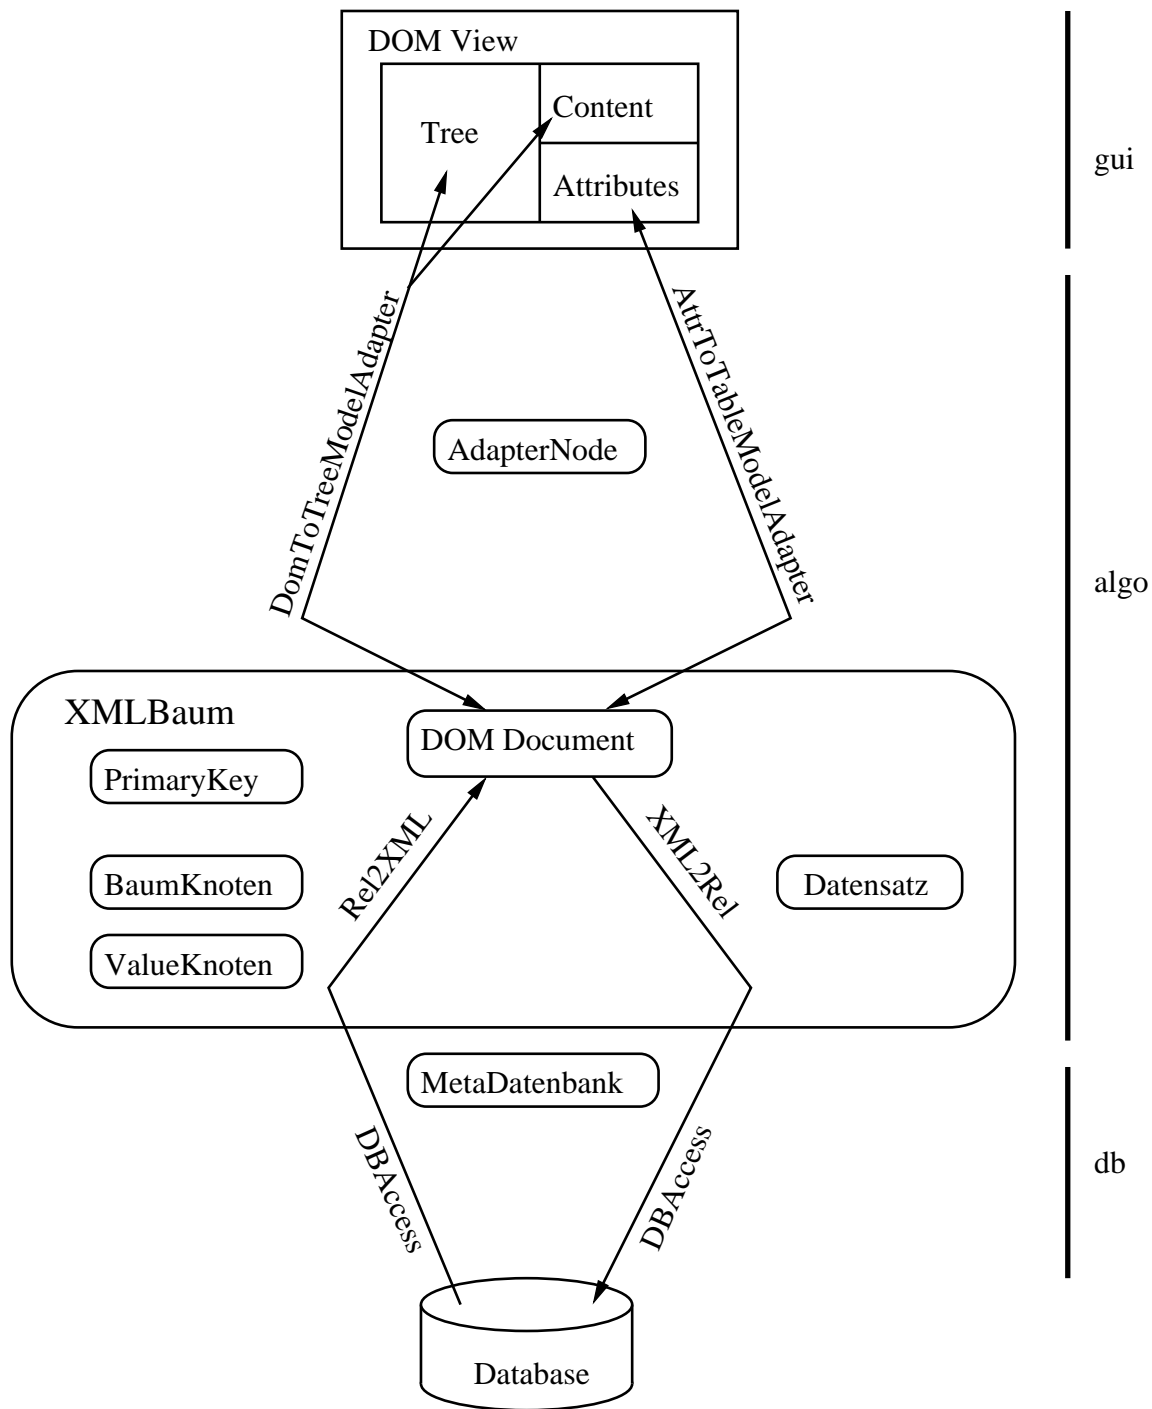 DOM View
Content
Tree
Attributes
gui
DomToTreeModelAdapter
AttrToTableModelAdapter
AdapterNode
algo
XMLBaum
DOM Document
PrimaryKey
Rel2XML
XML2Rel
BaumKnoten
Datensatz
ValueKnoten
MetaDatenbank
DBAccess
DBAccess
db
Database